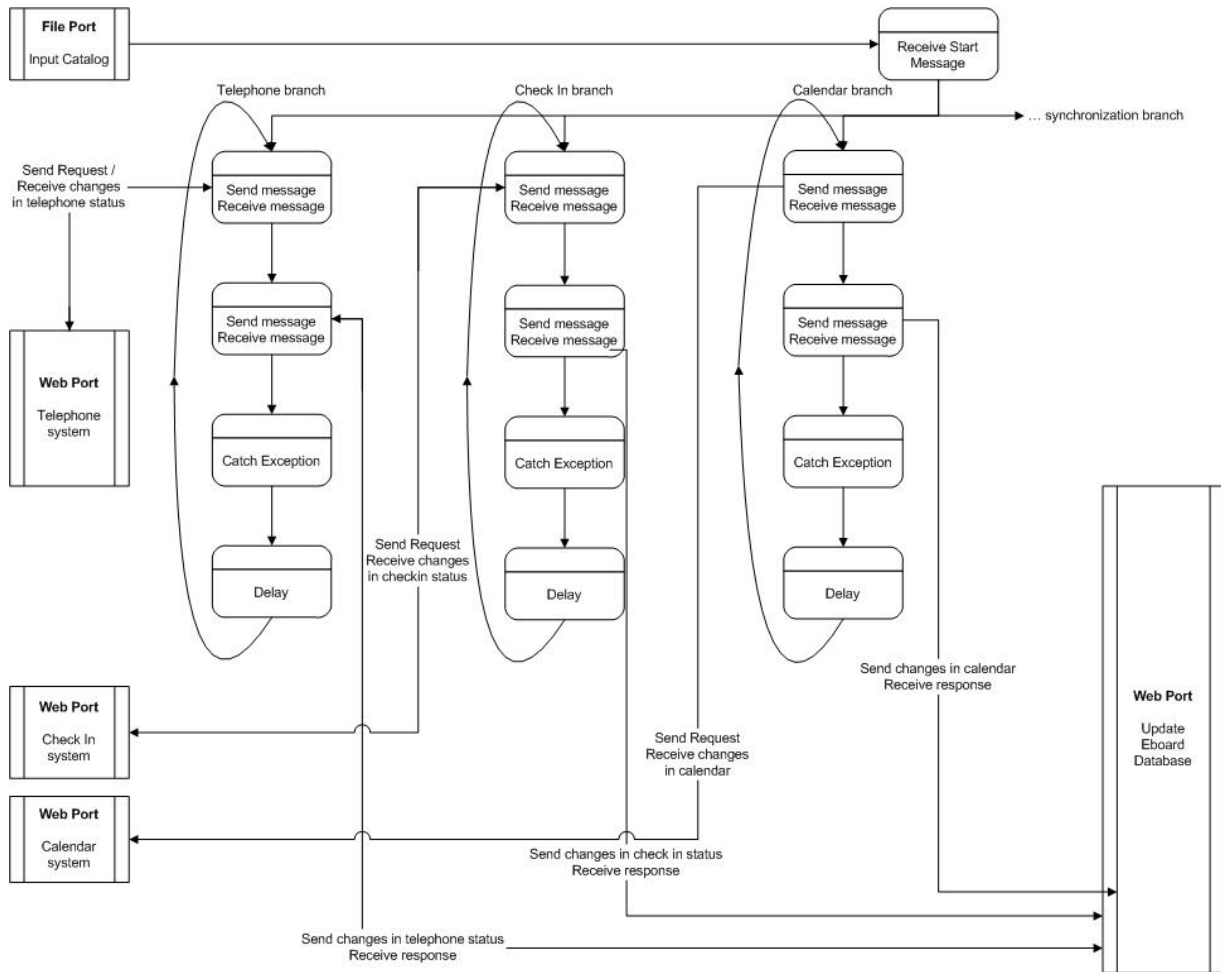 File Port
Input Catalog
Receive Start
Message
Telephone branch
Check In branch
Calendar branch
... synchronization branch
Send Request /
Receive changes
in telephone status
Send message
Receive message
Send message
Receive message
Send message
Receive message
Send message
Receive message
Send message
Receive message
Send message
Receive message
Web Port
Telephone
system
Catch Exception
Catch Exception
Catch Exception
Send Request
Receive changes
in checkin status
Delay
Delay
Delay
Send changes in calendar
Receive response
Web Port
Update
Eboard
Database
Web Port
Check In
system
Send Request
Receive changes
in calendar
Web Port
Calendar
system
Send changes in check in status
Receive response
Send changes in telephone status
Receive response